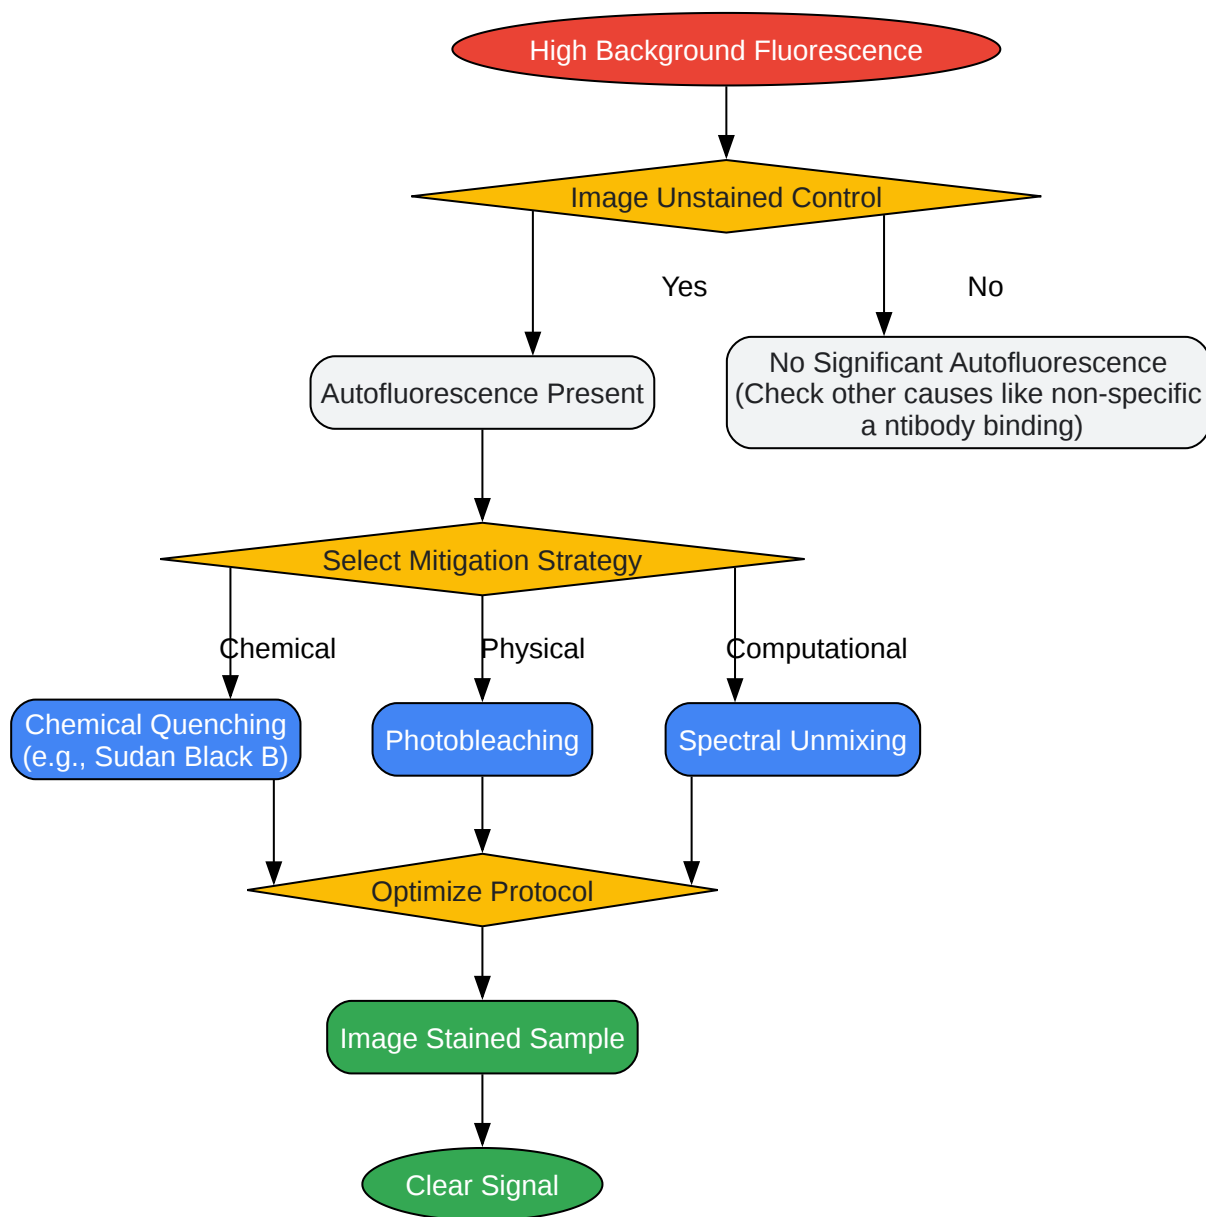 High Background Fluorescence
Image Unstained Control
Yes
No
Autofluorescence Present
No Significant Autofluorescence
(Check other causes like non-specific
a ntibody binding)
Select Mitigation Strategy
Chemical
Physical
Computational
Chemical Quenching
(e.g., Sudan Black B)
Photobleaching
Spectral Unmixing
Optimize Protocol
Image Stained Sample
Clear Signal